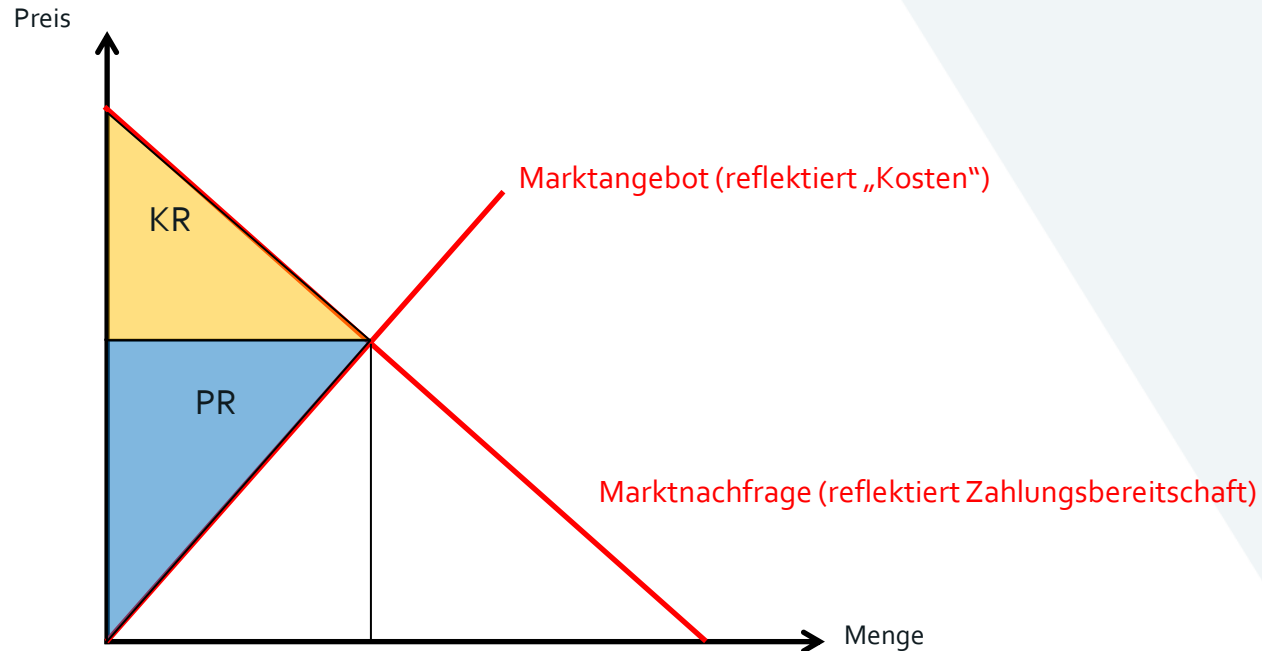 Preis
Marktangebot (reflektiert „Kosten“)
KR
PR
Marktnachfrage (reflektiert Zahlungsbereitschaft)
Menge